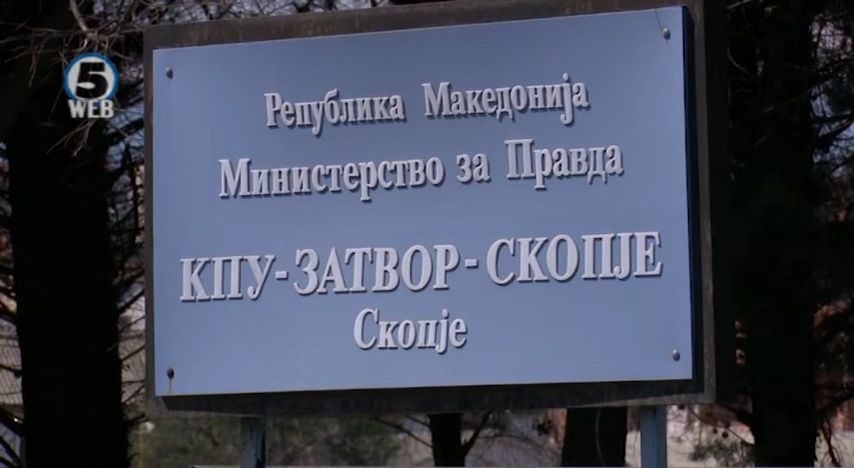 5
WEB
Република Македонија
Министерство за Правда
КПУ-ЗАТВОР-СКОПЈЕ
Скопје